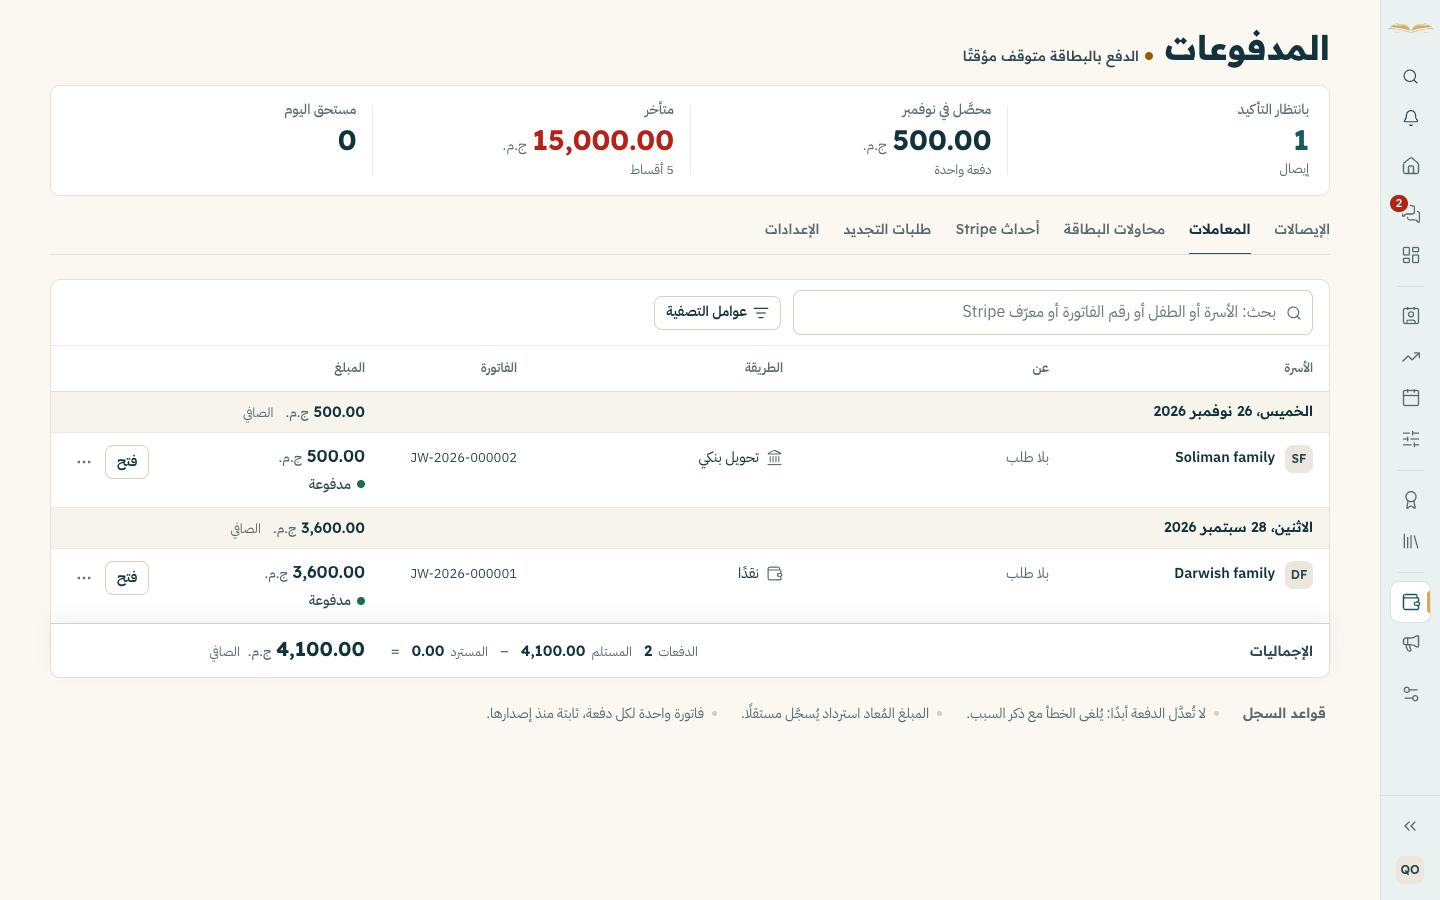 المدفوعات
الدفع بالبطاقة متوقف مؤقتًا
بانتظار التأكيد
1
إيصال
محصَّل في نوفمبر
500.00 ج.م.
دفعة واحدة
متأخر
15,000.00 ج.م.
5 أقساط
مستحق اليوم
0
الإيصالات المعاملات محاولات البطاقة أحداث Stripe طلبات التجديد الإعدادات
بحث: الأسرة أو الطفل أو رقم الفاتورة أو معرّف Stripe
عوامل التصفية
الأسرة عن الطريقة الفاتورة المبلغ
الخميس، 26 نوفمبر 2026 500.00 ج.م. الصافي
SF Soliman family بلا طلب تحويل بنكي JW-2026-000002 500.00 ج.م. فتح
مدفوعة
الاثنين، 28 سبتمبر 2026 3,600.00 ج.م. الصافي
DF Darwish family بلا طلب نقدًا JW-2026-000001 3,600.00 ج.م. فتح
مدفوعة
الإجماليات الدفعات 2 المستلم 4,100.00 − المسترد 0.00 = 4,100.00 ج.م. الصافي
قواعد السجل
لا تُعدَّل الدفعة أبدًا: يُلغى الخطأ مع ذكر السبب.
المبلغ المُعاد استرداد يُسجَّل مستقلًا.
فاتورة واحدة لكل دفعة، ثابتة منذ إصدارها.
2
QO